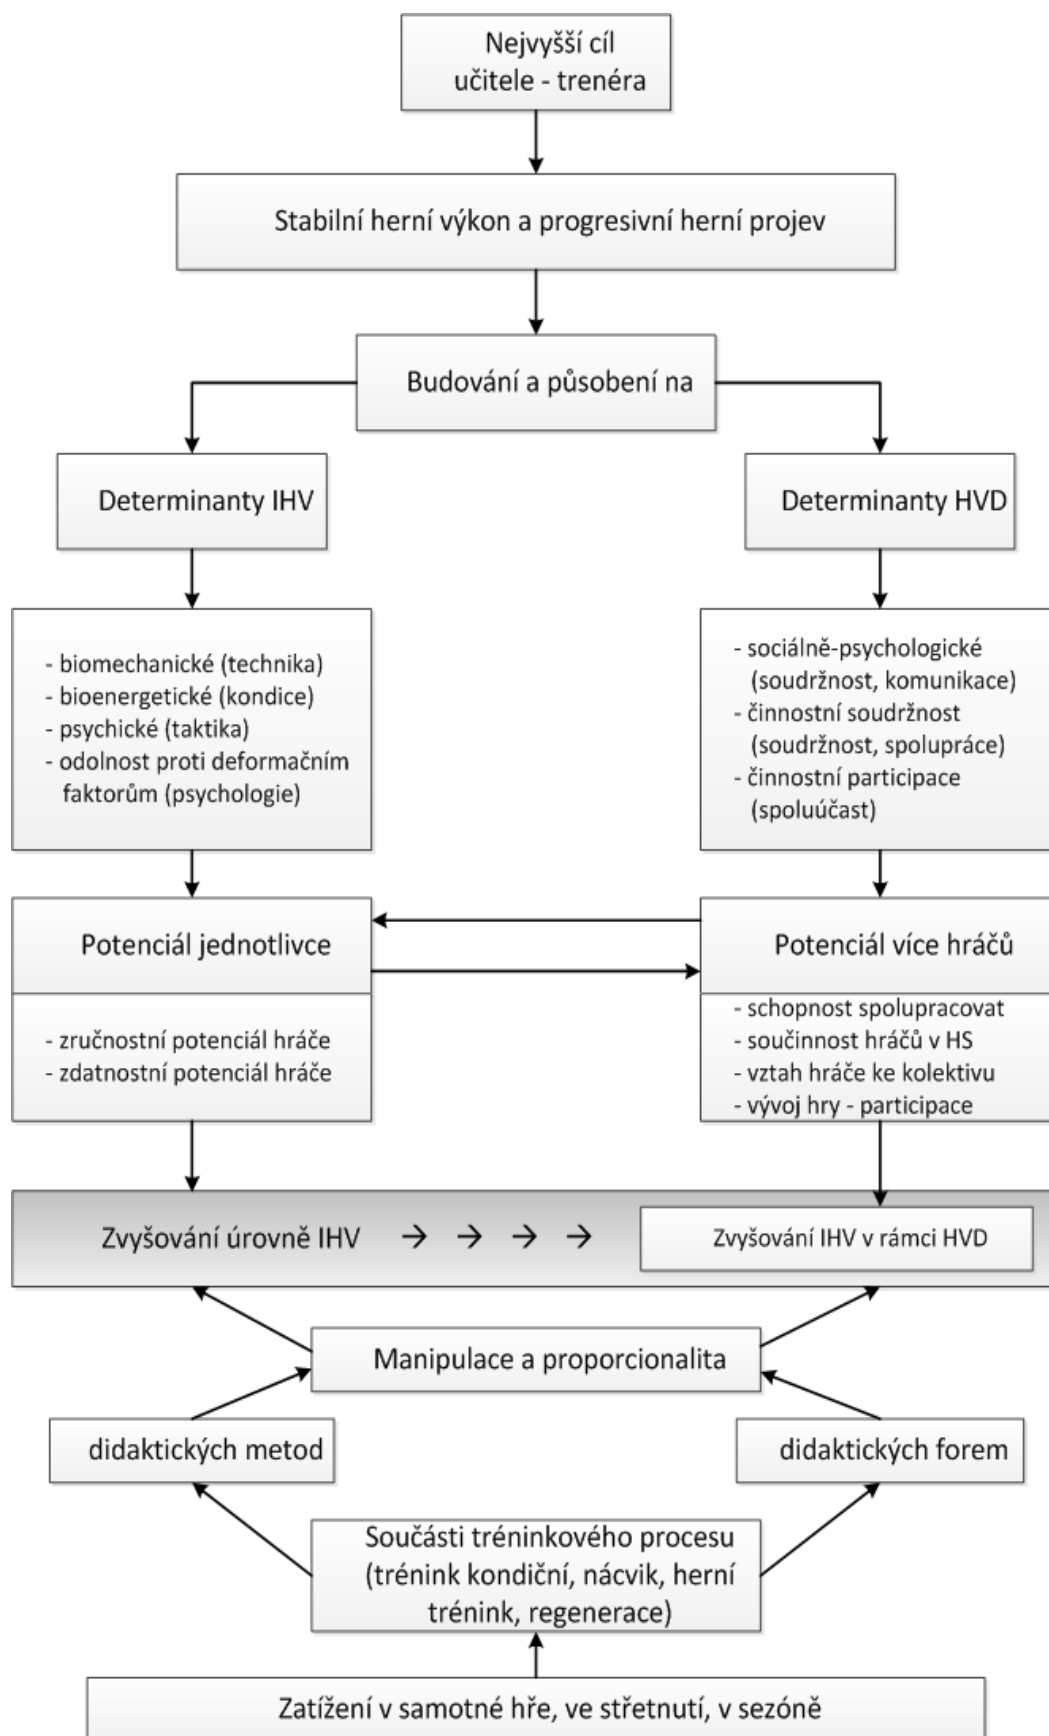 Nejvyšší cíl
učitele - trenéra
Stabilní herní výkon a progresivní herní projev
Budování a působení na
Determinanty IHV
Determinanty HVD
- biomechanické (technika)
- bioenergetické (kondice)
- psychické (taktika)
- odolnost proti deformačním
faktorům (psychologie)
- sociálně-psychologické
(soudržnost, komunikace)
- činnostní soudržnost
(soudržnost, spolupráce)
- činnostní participace
(spoluúčast)
Potenciál jednotlivce
- zručnostní potenciál hráče
- zdatnostní potenciál hráče
Potenciál více hráčů
- schopnost spolupracovat
- součinnost hráčů v HS
- vztah hráče ke kolektivu
- vývoj hry - participace
Zvyšování úrovně IHV → → → →
Zvyšování IHV v rámci HVD
Manipulace a proporcionalita
didaktických metod
didaktických forem
Součásti tréninkového procesu
(trénink kondiční, nácvik, herní
trénink, regenerace)
Zatížení v samotné hře, ve střetnutí, v sezóně